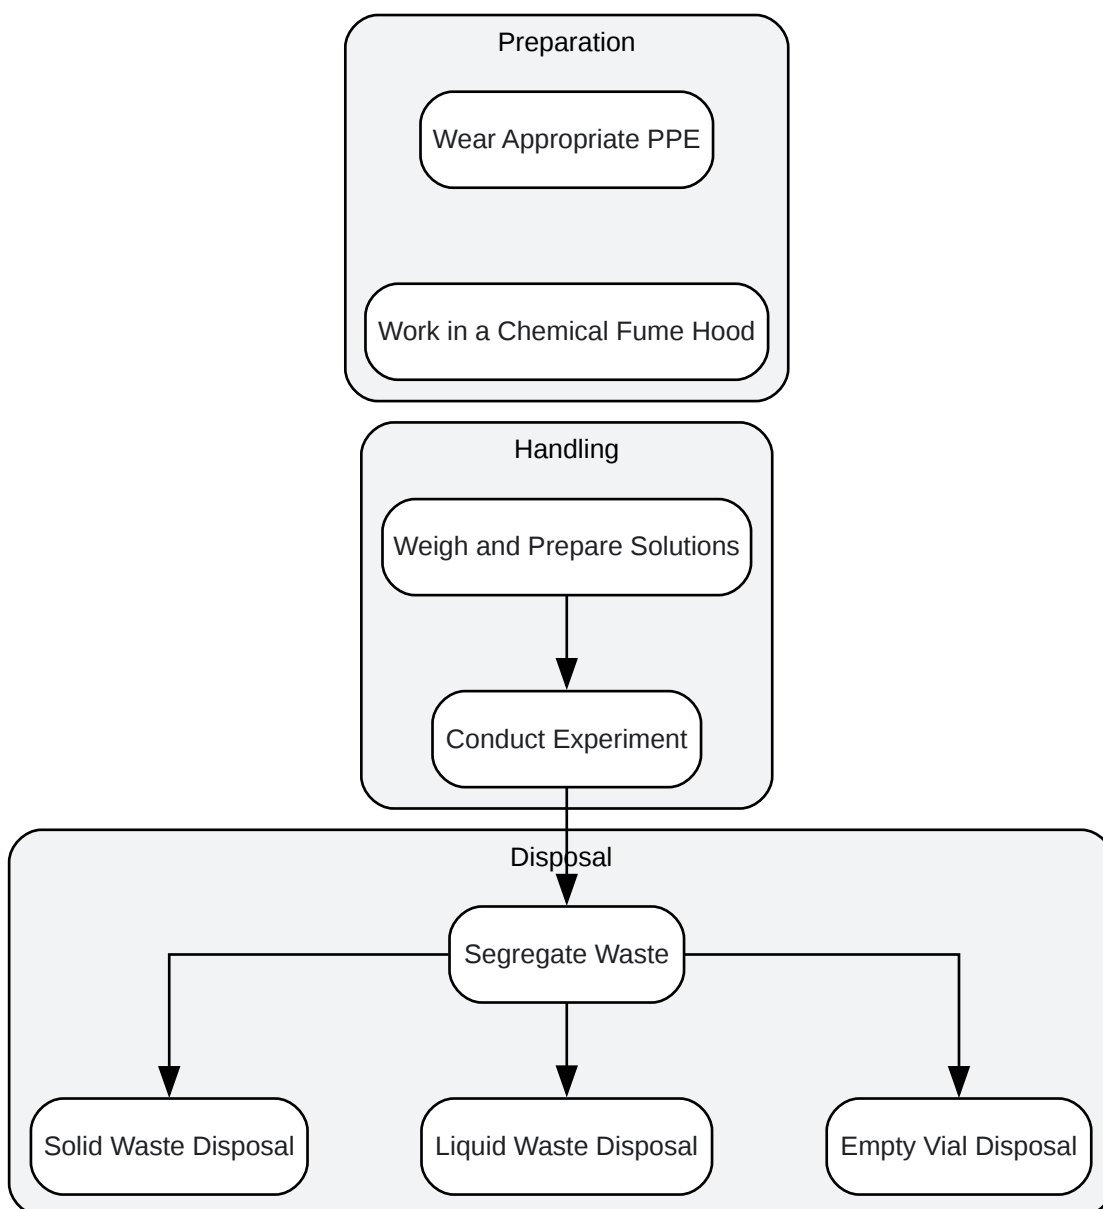 Preparation
Wear Appropriate PPE
Work in a Chemical Fume Hood
Handling
Weigh and Prepare Solutions
Conduct Experiment
Disposal
Segregate Waste
Solid Waste Disposal
Liquid Waste Disposal
Empty Vial Disposal